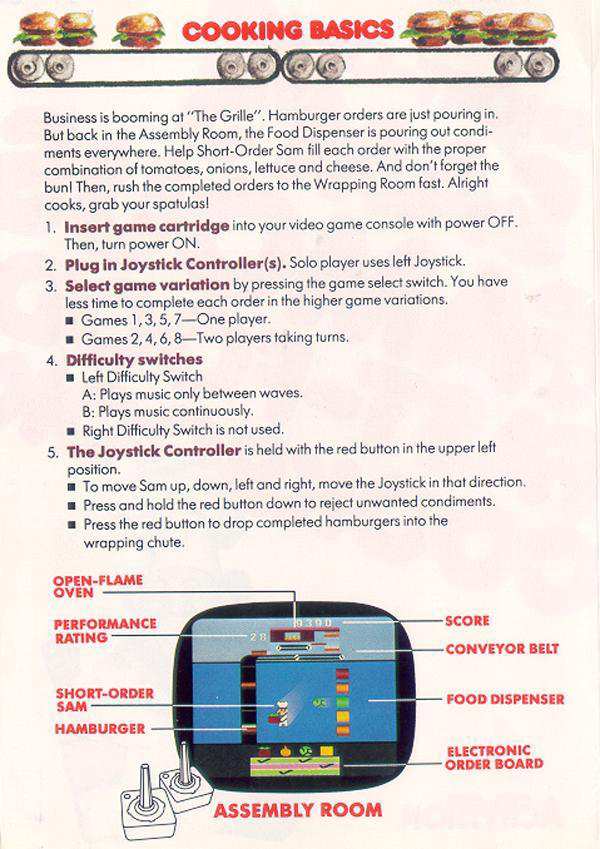 COOKING BASICS
Business is booming at "The Grille". Hamburger orders are just pouring in.
But back in the Assembly Room, the Food Dispenser is pouring out condi-
ments everywhere. Help Short-Order Sam fill each order with the proper
combination of tomatoes, onions, lettuce and cheese. And don't forget the
bun! Then, rush the completed orders to the Wrapping Room fast. Alright
cooks, grab your spatulas!
1. Insert game cartridge into your video game console with power OFF.
Then, turn power ON.
2. Plug in Joystick Controller(s). Solo player uses left Joystick.
3. Select game variation by pressing the game select switch. You have
less time to complete each order in the higher game variations.
■ Games 1, 3, 5, 7—One player.
■ Games 2, 4, 6, 8—Two players taking turns.
4. Difficulty switches
■ Left Difficulty Switch
A: Plays music only between waves.
B: Plays music continuously.
■ Right Difficulty Switch is not used.
5. The Joystick Controller is held with the red button in the upper left
position.
■ To move Sam up, down, left and right, move the Joystick in that direction.
■ Press and hold the red button down to reject unwanted condiments.
■ Press the red button to drop completed hamburgers into the
wrapping chute.
OPEN-FLAME
OVEN
PERFORMANCE
RATING
SHORT-ORDER
SAM
HAMBURGER
9390
28
SCORE
CONVEYOR BELT
FOOD DISPENSER
ELECTRONIC
ORDER BOARD
ASSEMBLY ROOM